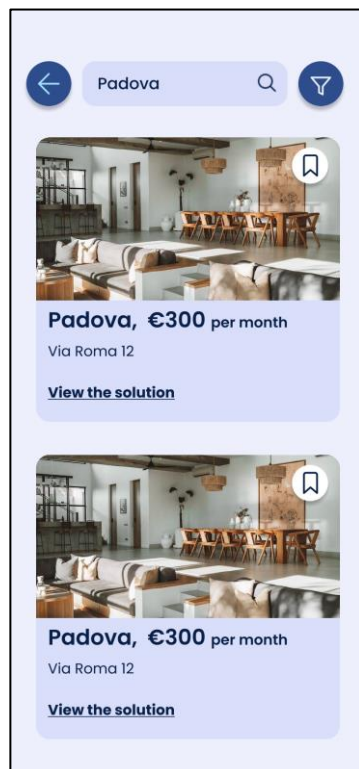 Padova
Padova, €300 per month
Via Roma 12
View the solution
Padova, €300 per month
Via Roma 12
View the solution